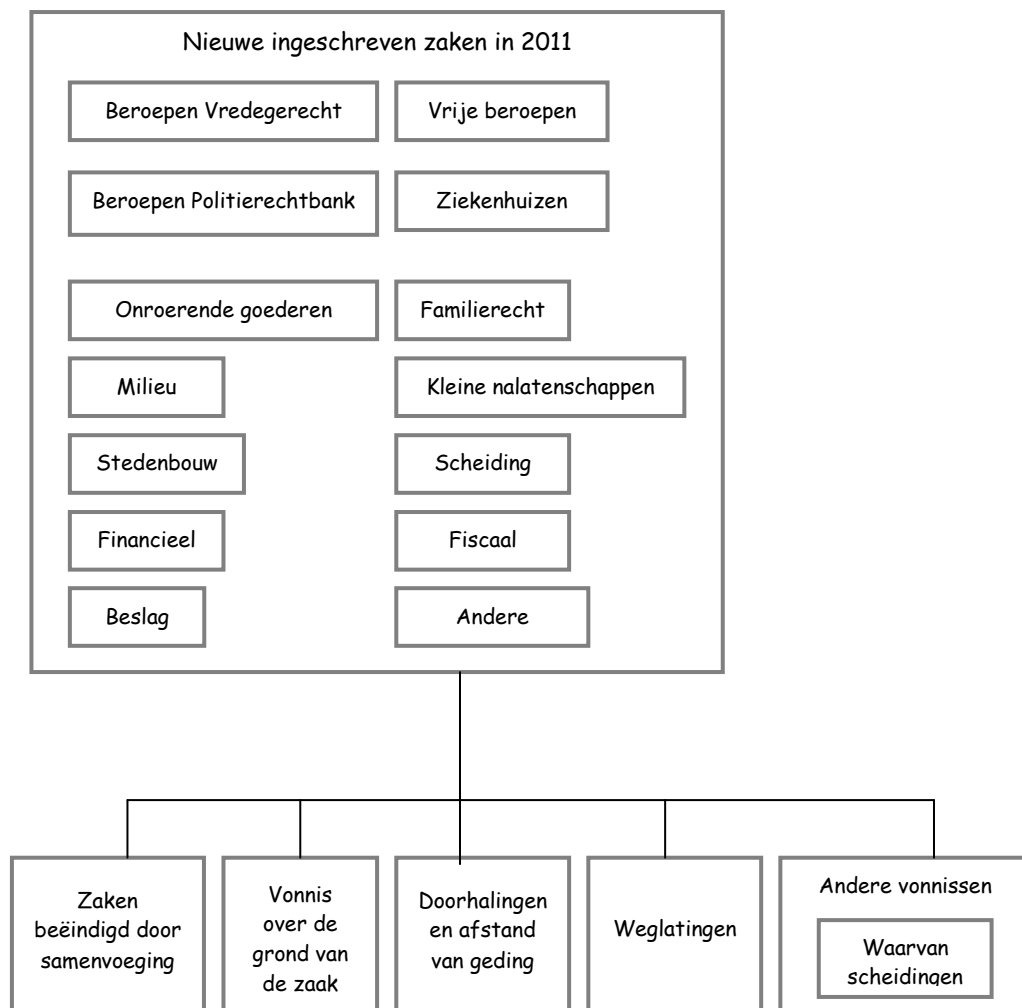 Nieuwe ingeschreven zaken in 2011
Beroepen Vredegerecht
Vrije beroepen
Beroepen Politierechtbank
Ziekenhuizen
Onroerende goederen
Familierecht
Milieu
Kleine nalatenschappen
Stedenbouw
Scheiding
Financieel
Fiscaal
Beslag
Andere
Zaken
beëindigd door
samenvoeging
Vonnis
over de
grond van
de zaak
Doorhalingen
en afstand
van geding
Weglatingen
Andere vonnissen
Waarvan
scheidingen